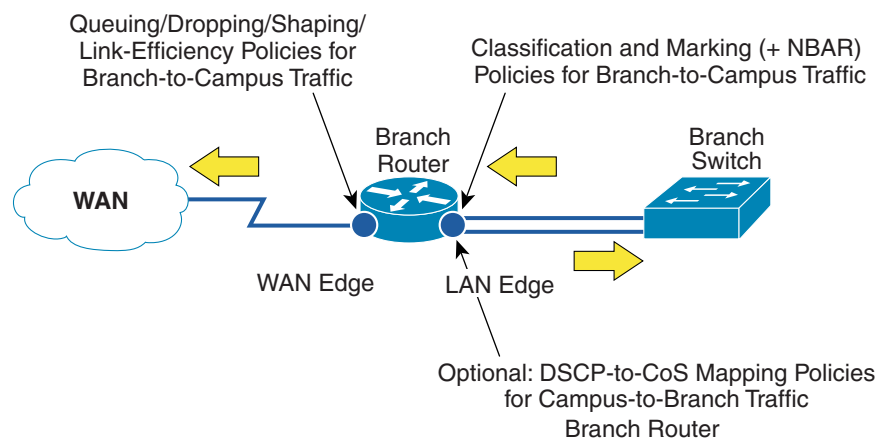 Queuing/Dropping/Shaping/
Link-Efficiency Policies for
Branch-to-Campus Traffic
Classification and Marking (+ NBAR)
Policies for Branch-to-Campus Traffic
Branch
Router
Branch
Switch
WAN
WAN Edge
LAN Edge
Optional: DSCP-to-CoS Mapping Policies
for Campus-to-Branch Traffic
Branch Router